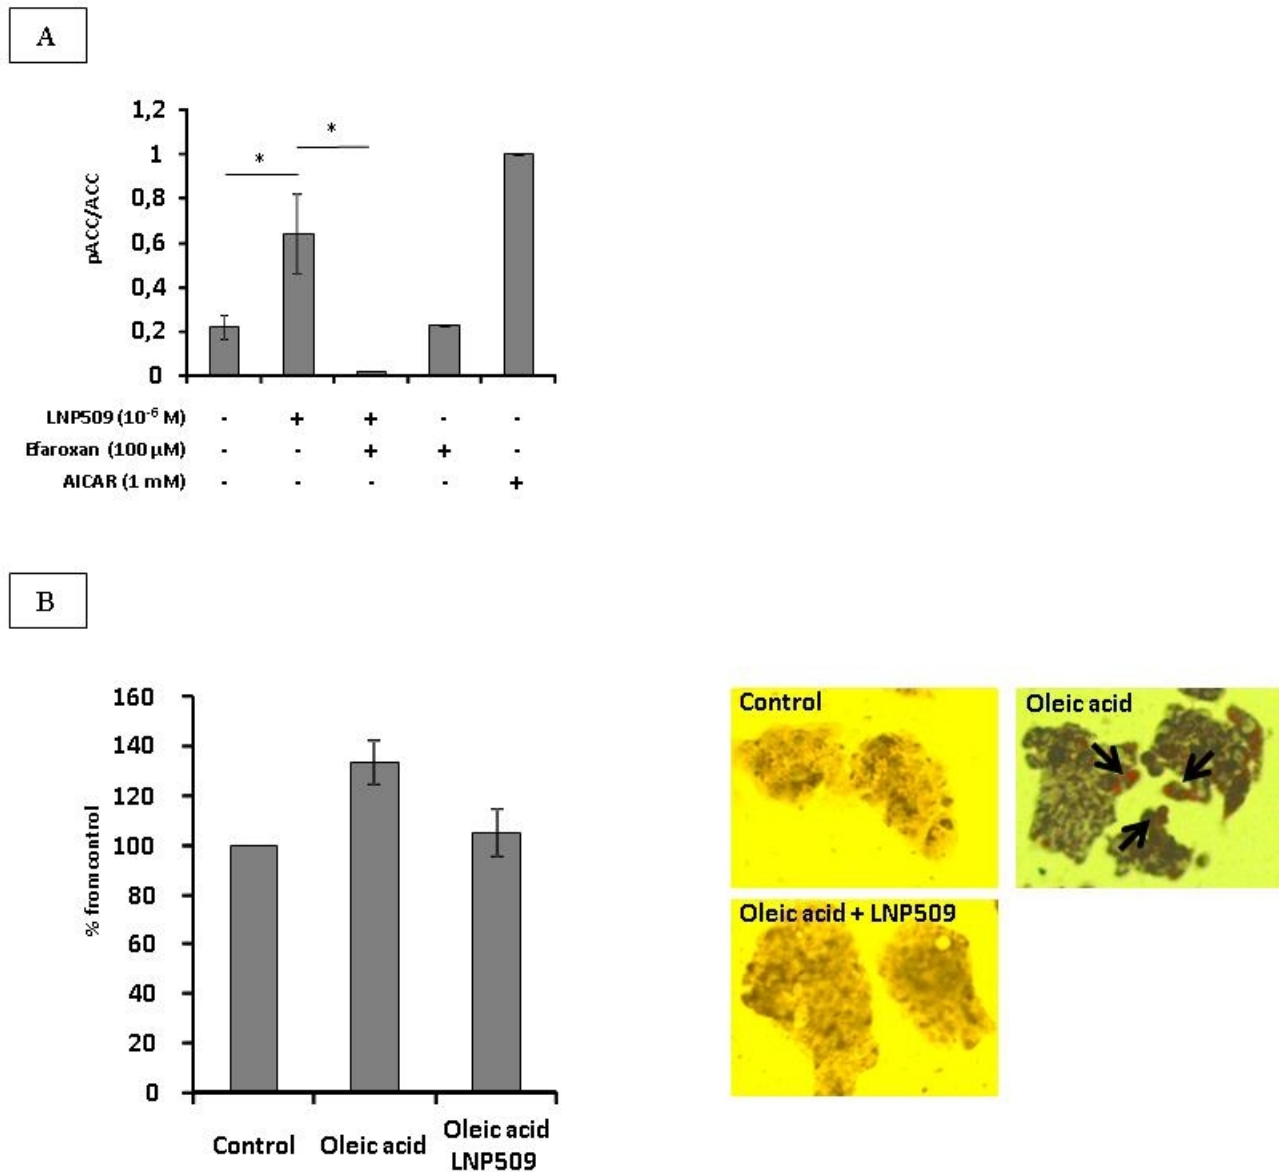 A
1,2
1
0,8
0,6
0,4
0,2
0
pACC/ACC
*
*
LNP509 (10⁻⁶ M) - + + - -
Efaroxan (100 µM) - - + + -
AICAR (1 mM) - - - - +
B
160
140
120
100
80
60
40
20
0
% from control
Control
Oleic acid
Oleic acid
LNP509
Control
Oleic acid
Oleic acid + LNP509